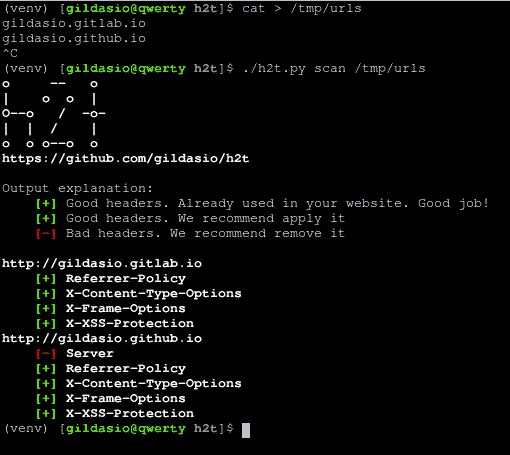 (venv) [gildasio@qwerty h2t]$ cat > /tmp/urls
gildasio.gitlab.io
gildasio.github.io
^C
(venv) [gildasio@qwerty h2t]$ ./h2t.py scan /tmp/urls
o     --   o
|    o  o  |
O--o   /  -o-
|  |  /    |
o  o o--o  o
https://github.com/gildasio/h2t
Output explanation:
[+] Good headers. Already used in your website. Good job!
[+] Good headers. We recommend apply it
[-] Bad headers. We recommend remove it
http://gildasio.gitlab.io
[+] Referrer-Policy
[+] X-Content-Type-Options
[+] X-Frame-Options
[+] X-XSS-Protection
http://gildasio.github.io
[-] Server
[+] Referrer-Policy
[+] X-Content-Type-Options
[+] X-Frame-Options
[+] X-XSS-Protection
(venv) [gildasio@qwerty h2t]$